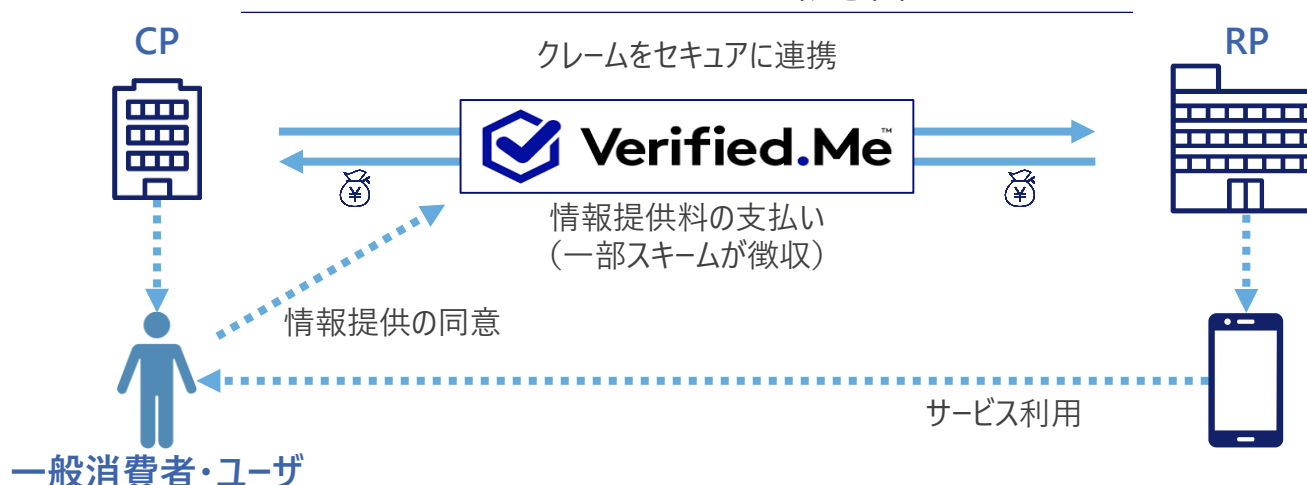 CP
RP
クレームをセキュアに連携
Verified.Me™
¥
¥
情報提供料の支払い
（一部スキームが徴収）
情報提供の同意
サービス利用
一般消費者・ユーザ